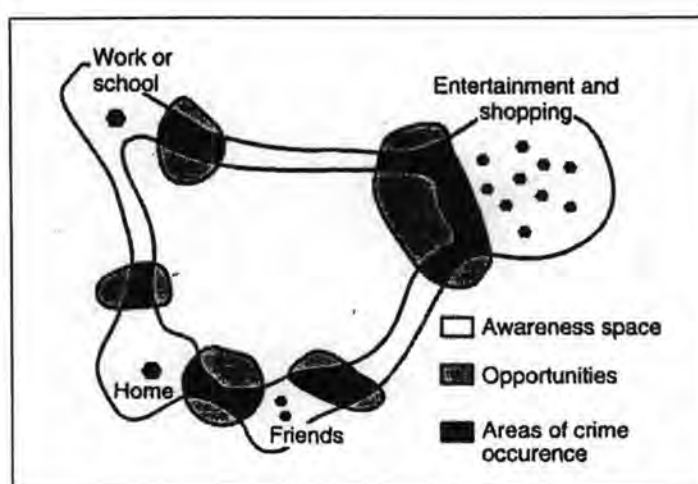 Work or
school
Entertainment and
shopping
Home
Friends
Awareness space
Opportunities
Areas of crime
occurence